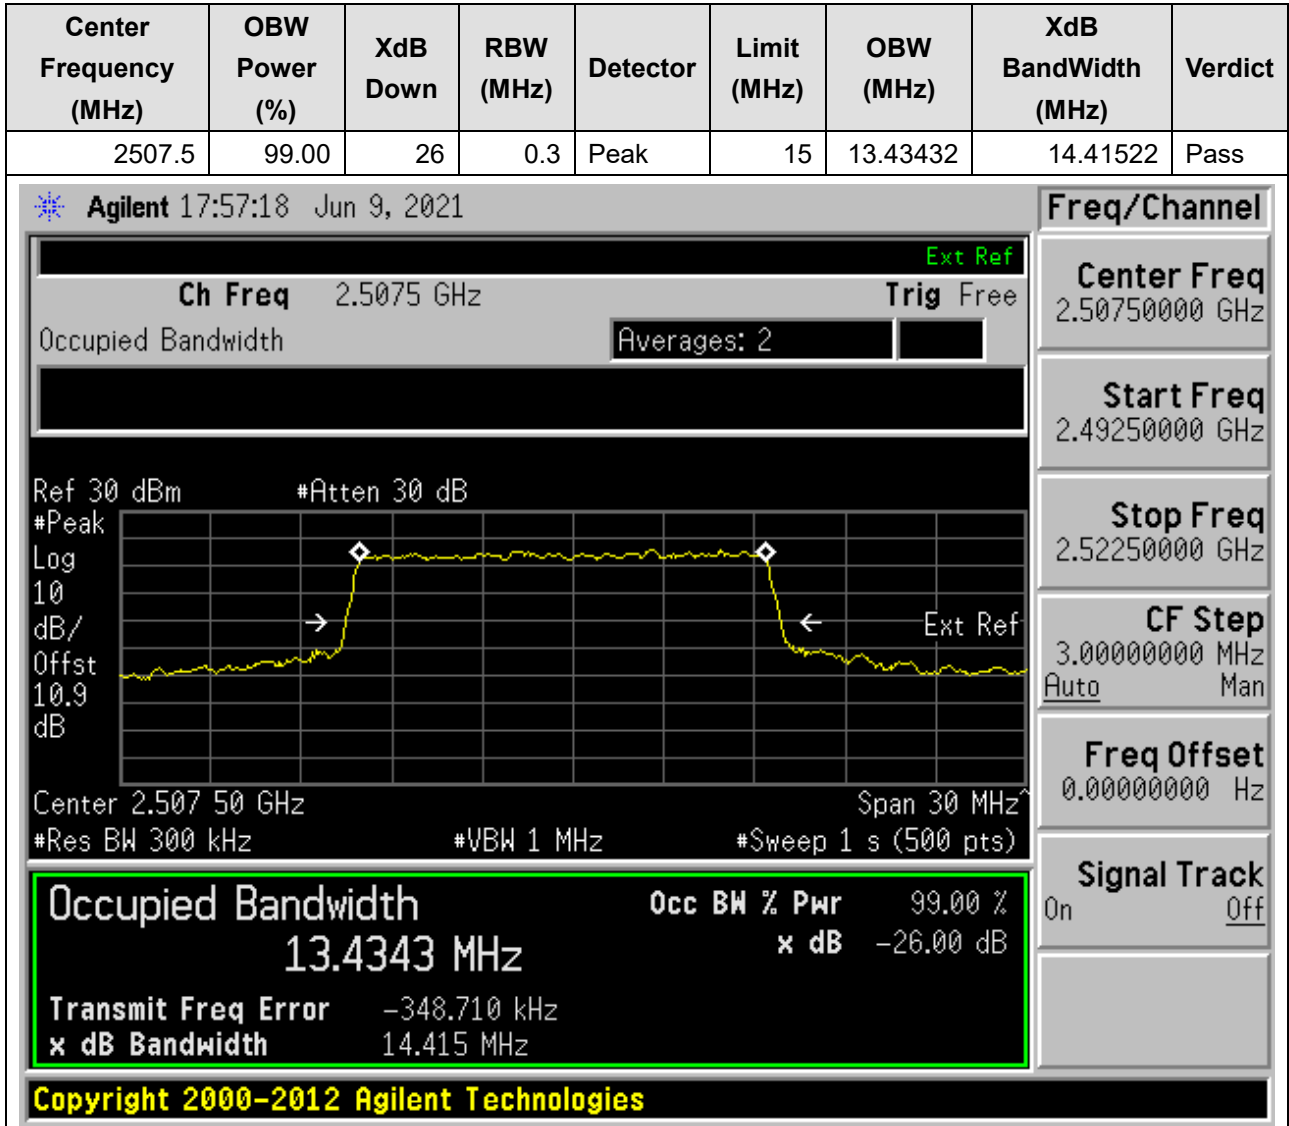 Center Frequency (MHz) OBW Power (%) XdB Down RBW (MHz) Detector Limit (MHz) OBW (MHz) XdB BandWidth (MHz) Verdict
2507.5 99.00 26 0.3 Peak 15 13.43432 14.41522 Pass
Agilent 17:57:18 Jun 9, 2021
Freq/Channel
Ext Ref
Ch Freq 2.5075 GHz Trig Free
Occupied Bandwidth Averages: 2
Center Freq
2.50750000 GHz
Start Freq
2.49250000 GHz
Stop Freq
2.52250000 GHz
CF Step
3.00000000 MHz
Auto Man
Freq Offset
0.00000000 Hz
Signal Track
On Off
Ref 30 dBm #Atten 30 dB
#Peak
Log
10
dB/
Offst
10.9
dB
Ext Ref
Center 2.507 50 GHz Span 30 MHz^
#Res BW 300 kHz #VBW 1 MHz #Sweep 1 s (500 pts)
Occupied Bandwidth Occ BW % Pwr 99.00 %
13.4343 MHz x dB -26.00 dB
Transmit Freq Error -348.710 kHz
x dB Bandwidth 14.415 MHz
Copyright 2000-2012 Agilent Technologies